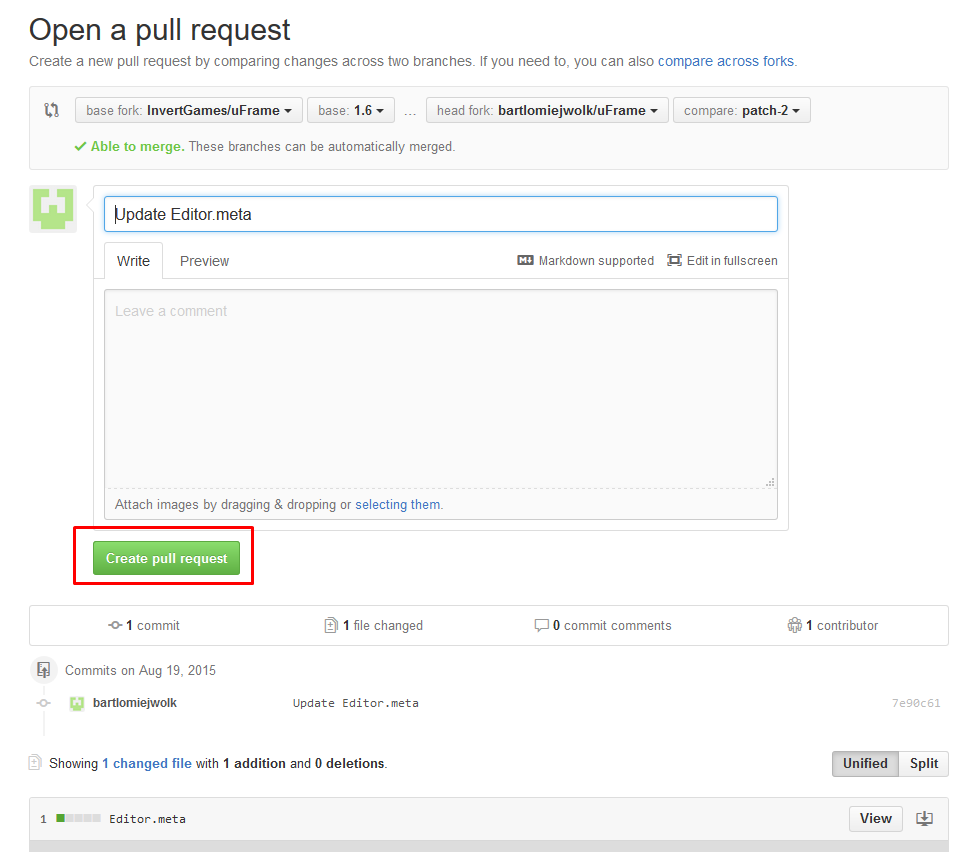 Open a pull request
Create a new pull request by comparing changes across two branches. If you need to, you can also compare across forks.
base fork: InvertGames/uFrame base: 1.6 ... head fork: bartlomiejwolk/uFrame compare: patch-2
Able to merge. These branches can be automatically merged.
Update Editor.meta
Write Preview M Markdown supported Edit in fullscreen
Leave a comment
Attach images by dragging & dropping or selecting them.
Create pull request
1 commit 1 file changed 0 commit comments 1 contributor
Commits on Aug 19, 2015
bartlomiejwolk Update Editor.meta 7e90c61
Showing 1 changed file with 1 addition and 0 deletions. Unified Split
1 Editor.meta View